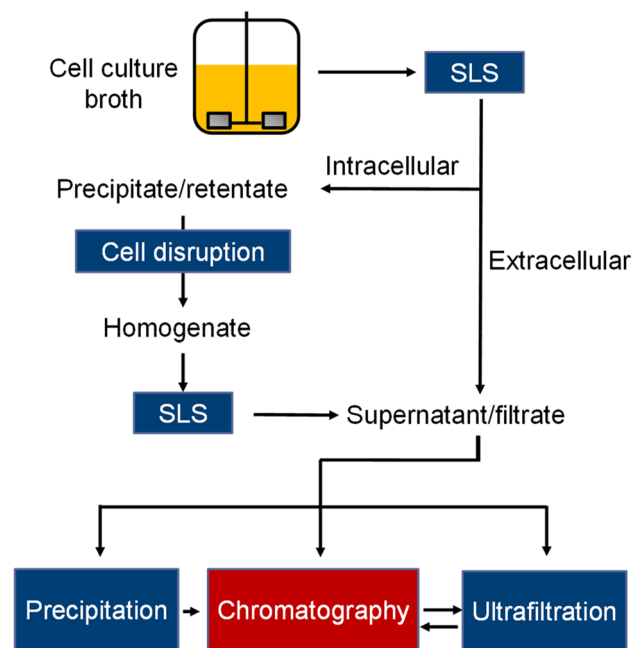 Cell culture
broth
SLS
Intracellular
Precipitate/retentate
Cell disruption
Extracellular
Homogenate
SLS
Supernatant/filtrate
Precipitation
Chromatography
Ultrafiltration